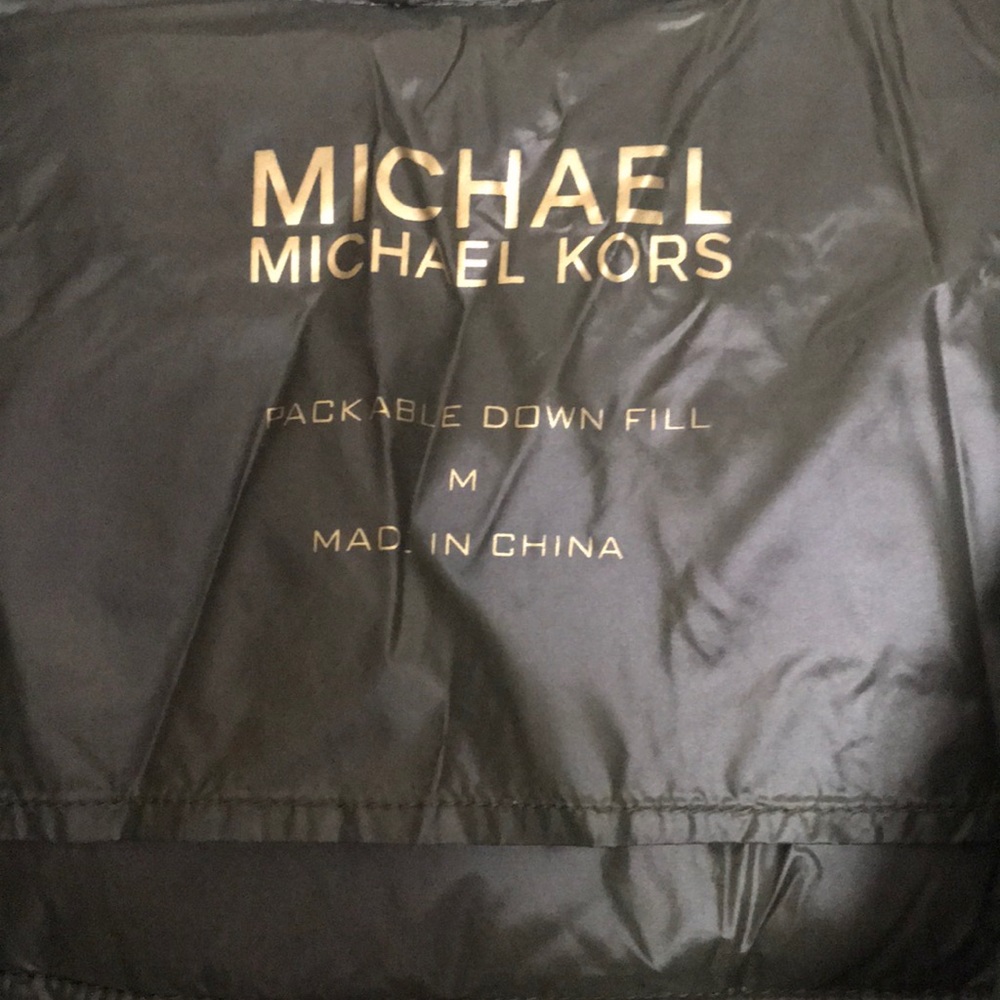 MICHAEL
MICHAEL KORS
PACKABLE DOWN FILL
M
MADE IN CHINA